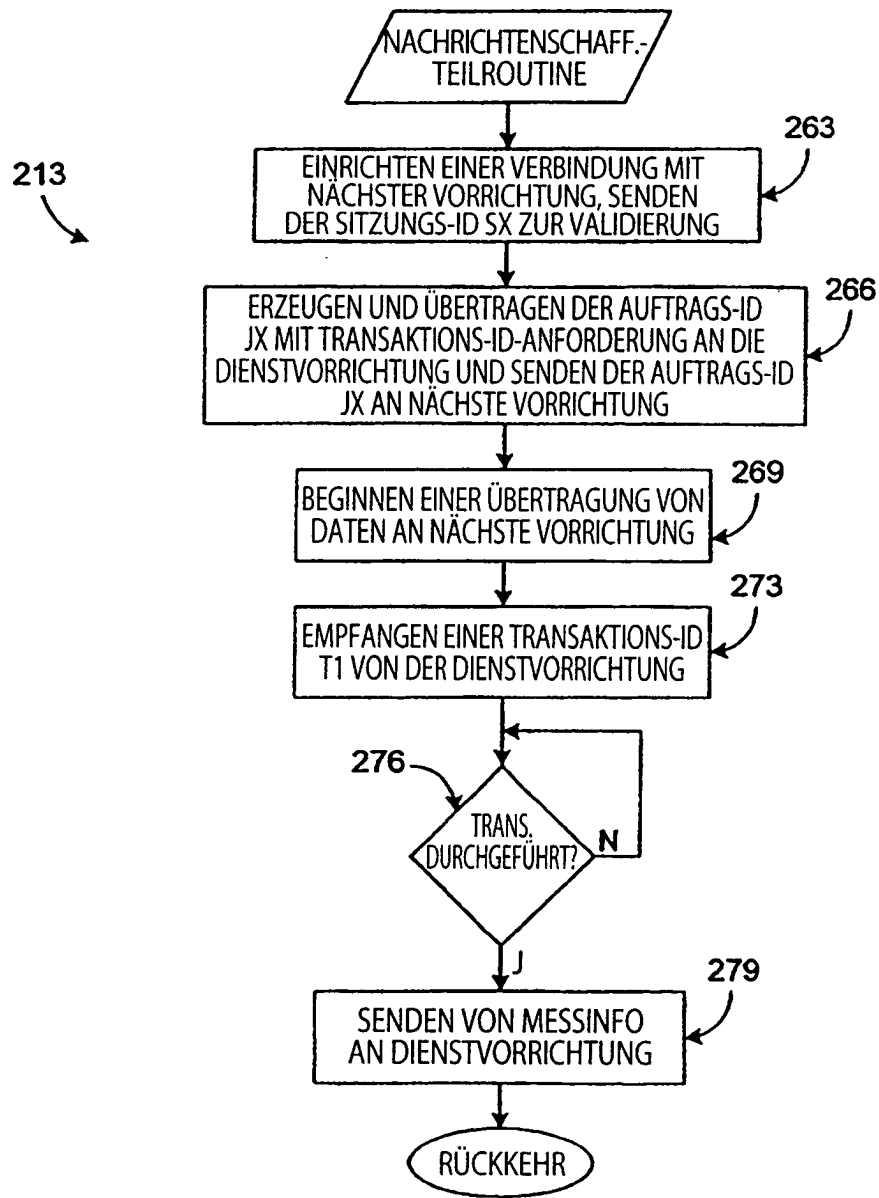 NACHRICHTENSCHAFF.-
TEILROUTINE
263
213
EINRICHTEN EINER VERBINDUNG MIT
NÄCHSTER VORRICHTUNG, SENDEN
DER SITZUNGS-ID SX ZUR VALIDIERUNG
266
ERZEUGEN UND ÜBERTRAGEN DER AUFTRAGS-ID
JX MIT TRANSAKTIONS-ID-ANFORDERUNG AN DIE
DIENSTVORRICHTUNG UND SENDEN DER AUFTRAGS-ID
JX AN NÄCHSTE VORRICHTUNG
269
BEGINNEN EINER ÜBERTRAGUNG VON
DATEN AN NÄCHSTE VORRICHTUNG
273
EMPFANGEN EINER TRANSAKTIONS-ID
T1 VON DER DIENSTVORRICHTUNG
276
TRANS.
DURCHGEFÜHRT?
N
J
279
SENDEN VON MESSINFO
AN DIENSTVORRICHTUNG
RÜCKKEHR